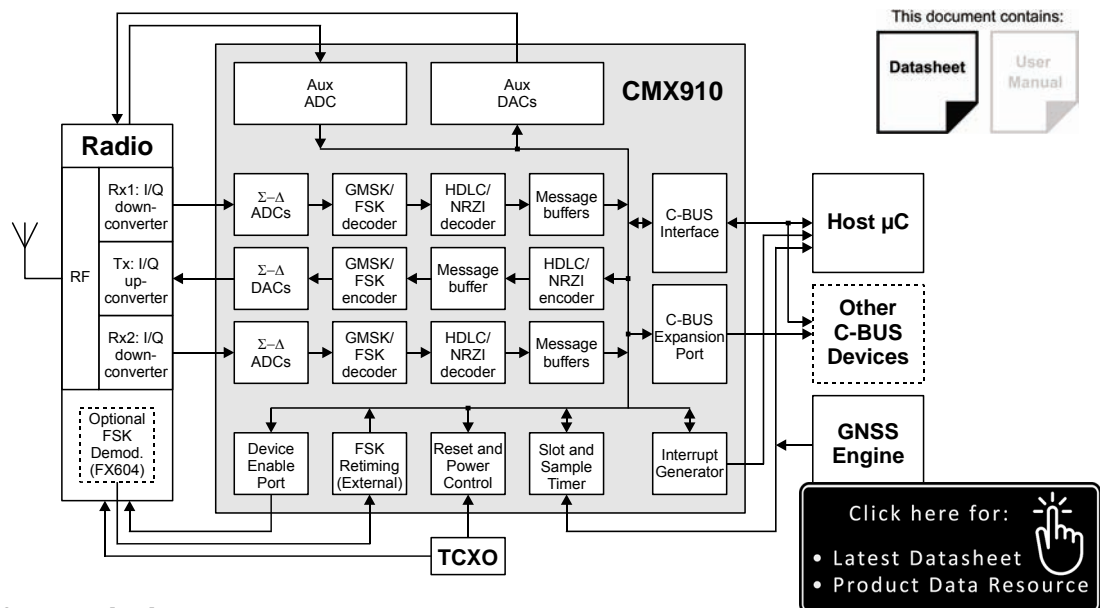 This document contains:
Datasheet
User
Manual
CMX910
Aux
ADC
Aux
DACs
Radio
RF
Rx1: I/Q
down-
converter
Tx: I/Q
up-
converter
Rx2: I/Q
down-
converter
Optional
FSK
Demod.
(FX604)
Σ−Δ
ADCs
GMSK/
FSK
decoder
HDLC/
NRZI
decoder
Message
buffers
Σ−Δ
DACs
GMSK/
FSK
encoder
Message
buffer
HDLC/
NRZI
encoder
Σ−Δ
ADCs
GMSK/
FSK
decoder
HDLC/
NRZI
decoder
Message
buffers
C-BUS
Interface
C-BUS
Expansion
Port
Host µC
Other
C-BUS
Devices
GNSS
Engine
Device
Enable
Port
FSK
Retiming
(External)
Reset and
Power
Control
Slot and
Sample
Timer
Interrupt
Generator
TCXO
Click here for:
• Latest Datasheet
• Product Data Resource